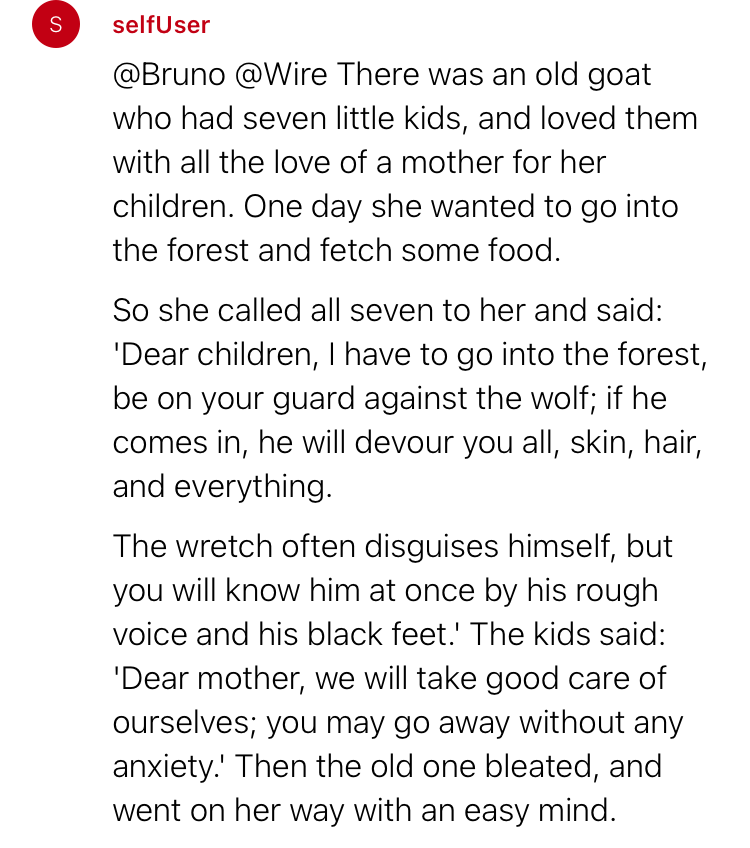 S
selfUser
@Bruno @Wire There was an old goat
who had seven little kids, and loved them
with all the love of a mother for her
children. One day she wanted to go into
the forest and fetch some food.
So she called all seven to her and said:
'Dear children, I have to go into the forest,
be on your guard against the wolf; if he
comes in, he will devour you all, skin, hair,
and everything.
The wretch often disguises himself, but
you will know him at once by his rough
voice and his black feet.' The kids said:
'Dear mother, we will take good care of
ourselves; you may go away without any
anxiety.' Then the old one bleated, and
went on her way with an easy mind.